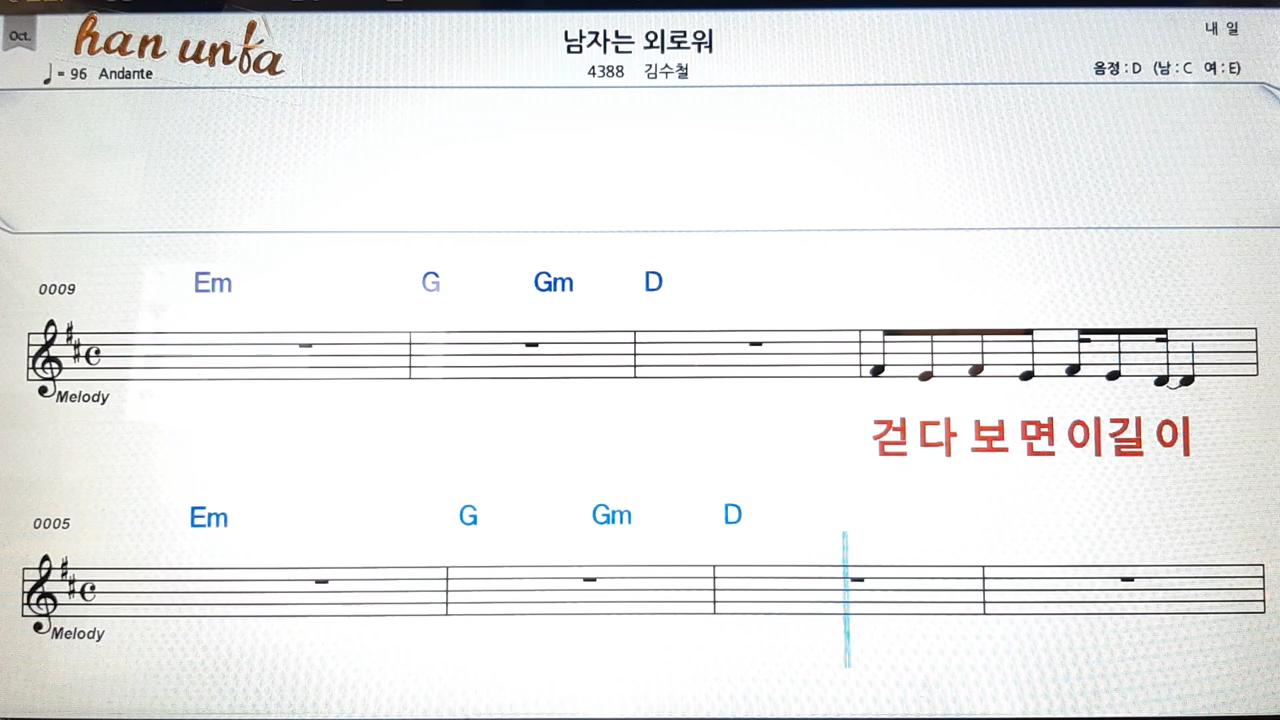 Oct.
han unfa
남자는 외로워
내 일
= 96 Andante
4388 김수철
음정 : D (남 : C 여 : E)
Em G Gm D
0009
Melody
걷 다 보 면 이 길 이
Em G Gm D
0005
Melody